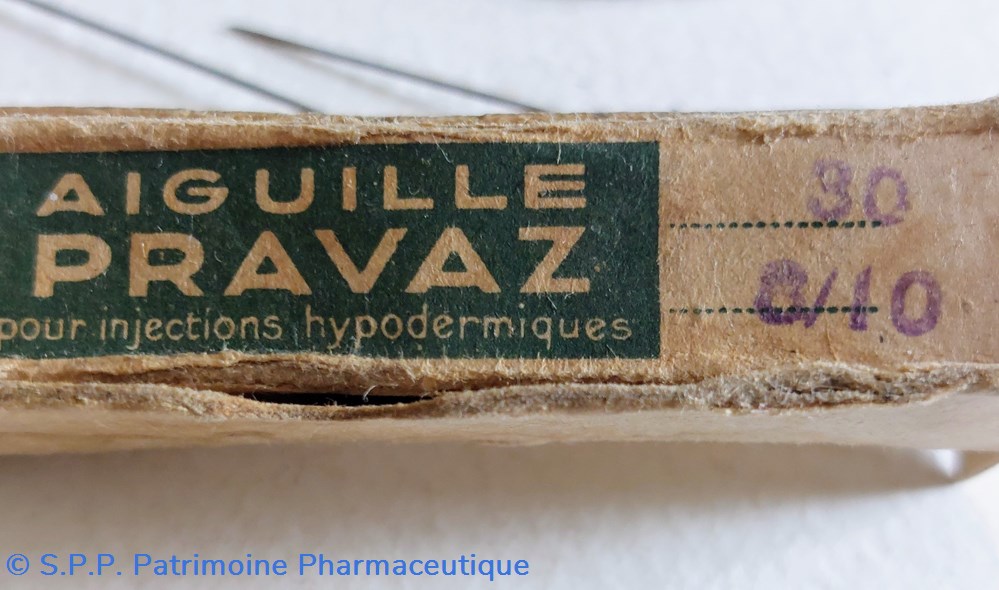 AIGUILLE
PRAVAZ
pour injections hypodermiques
30
8/10
© S.P.P. Patrimoine Pharmaceutique